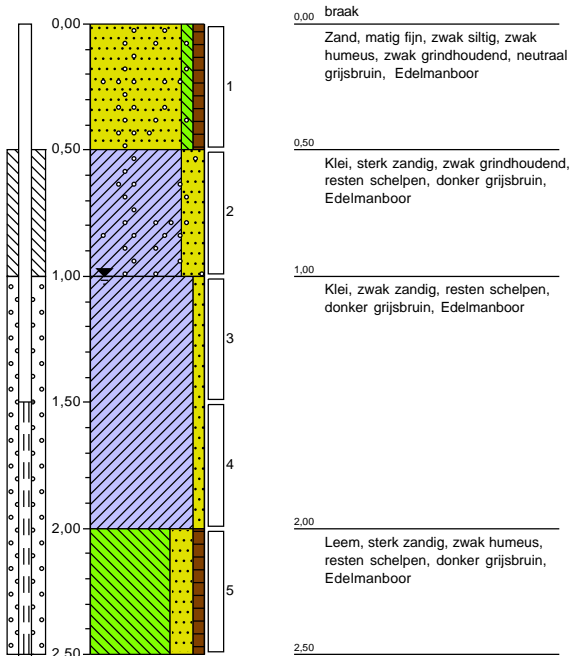 braak
0,00
0,00
Zand, matig fijn, zwak siltig, zwak
humeus, zwak grindhoudend, neutraal
grijsbruin, Edelmanboor
1
0,50
0,50
Klei, sterk zandig, zwak grindhoudend,
resten schelpen, donker grijsbruin,
Edelmanboor
2
1,00
1,00
Klei, zwak zandig, resten schelpen,
donker grijsbruin, Edelmanboor
3
1,50
4
2,00
2,00
Leem, sterk zandig, zwak humeus,
resten schelpen, donker grijsbruin,
Edelmanboor
5
2,50
2,50